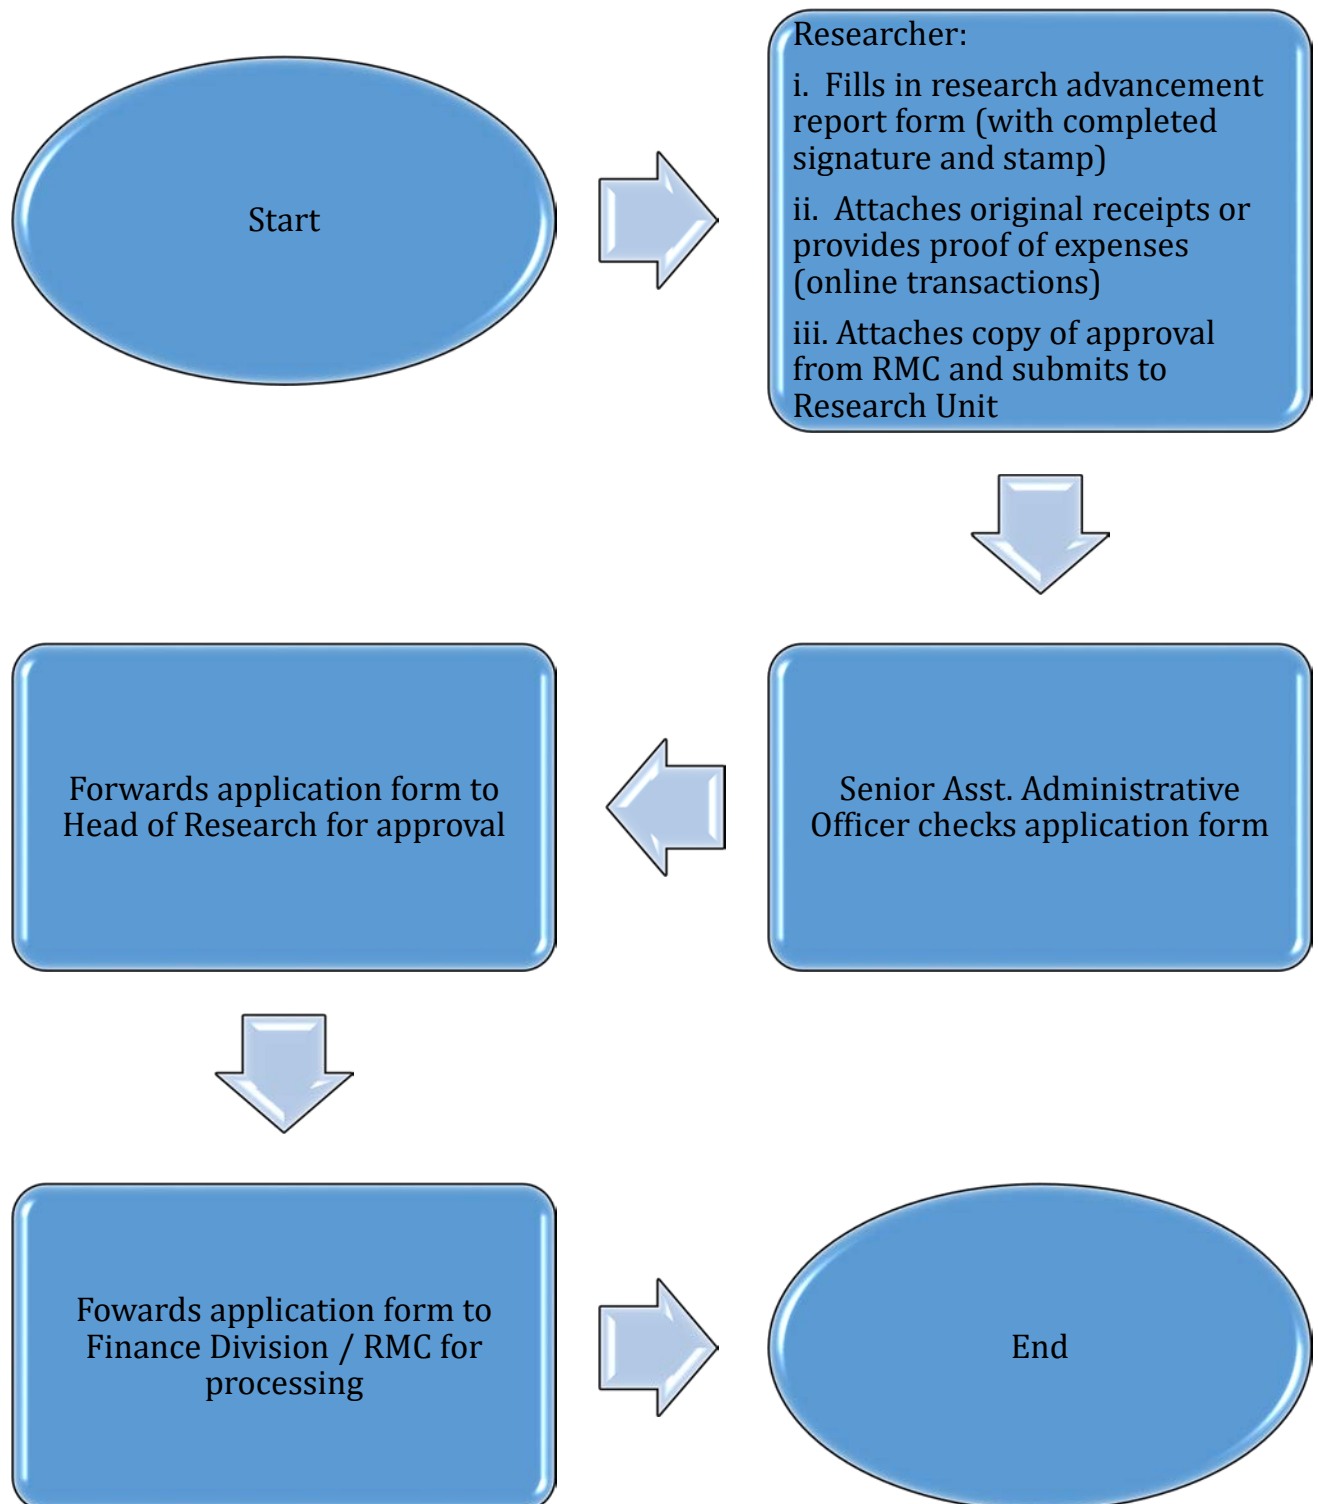 Start
Researcher:
i.  Fills in research advancement
report form (with completed
signature and stamp)
ii.  Attaches original receipts or
provides proof of expenses
(online transactions)
iii. Attaches copy of approval
from RMC and submits to
Research Unit
Senior Asst. Administrative
Officer checks application form
Forwards application form to
Head of Research for approval
Fowards application form to
Finance Division / RMC for
processing
End